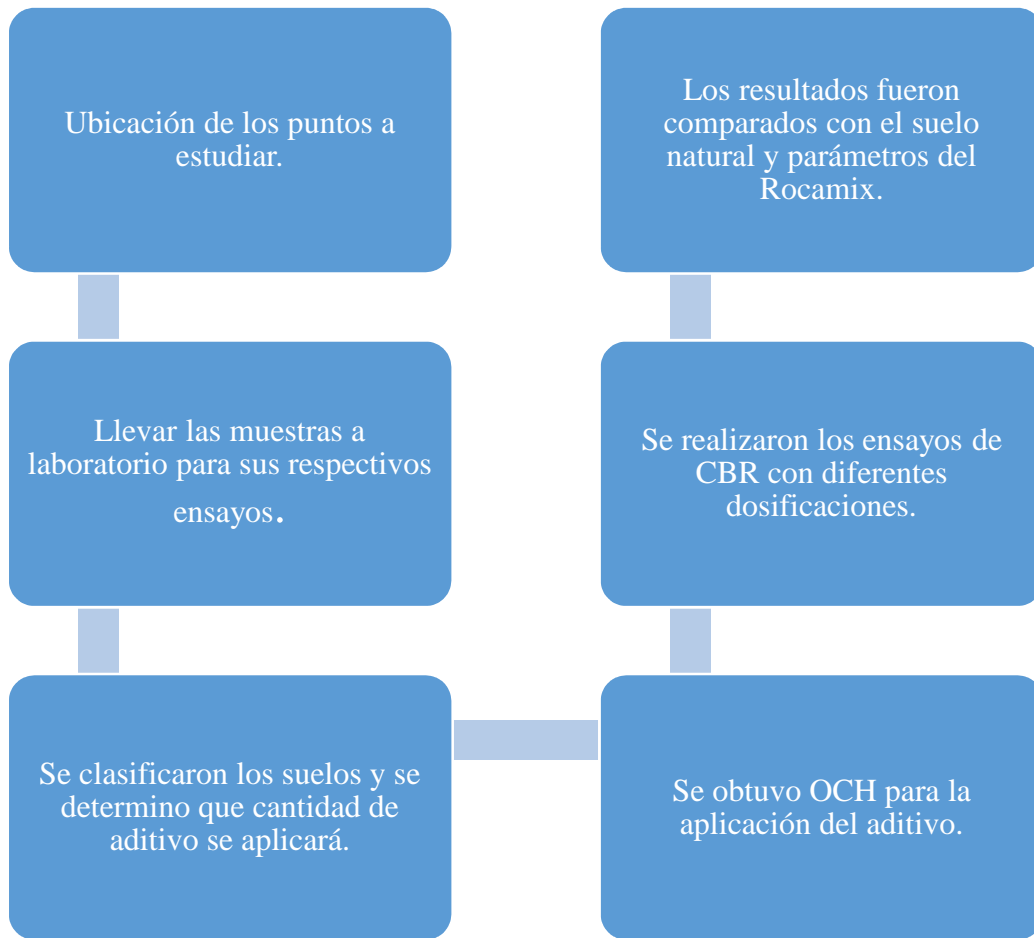 Ubicación de los puntos a
estudiar.
Llevar las muestras a
laboratorio para sus respectivos
ensayos.
Se clasificaron los suelos y se
determino que cantidad de
aditivo se aplicará.
Se obtuvo OCH para la
aplicación del aditivo.
Se realizaron los ensayos de
CBR con diferentes
dosificaciones.
Los resultados fueron
comparados con el suelo
natural y parámetros del
Rocamix.